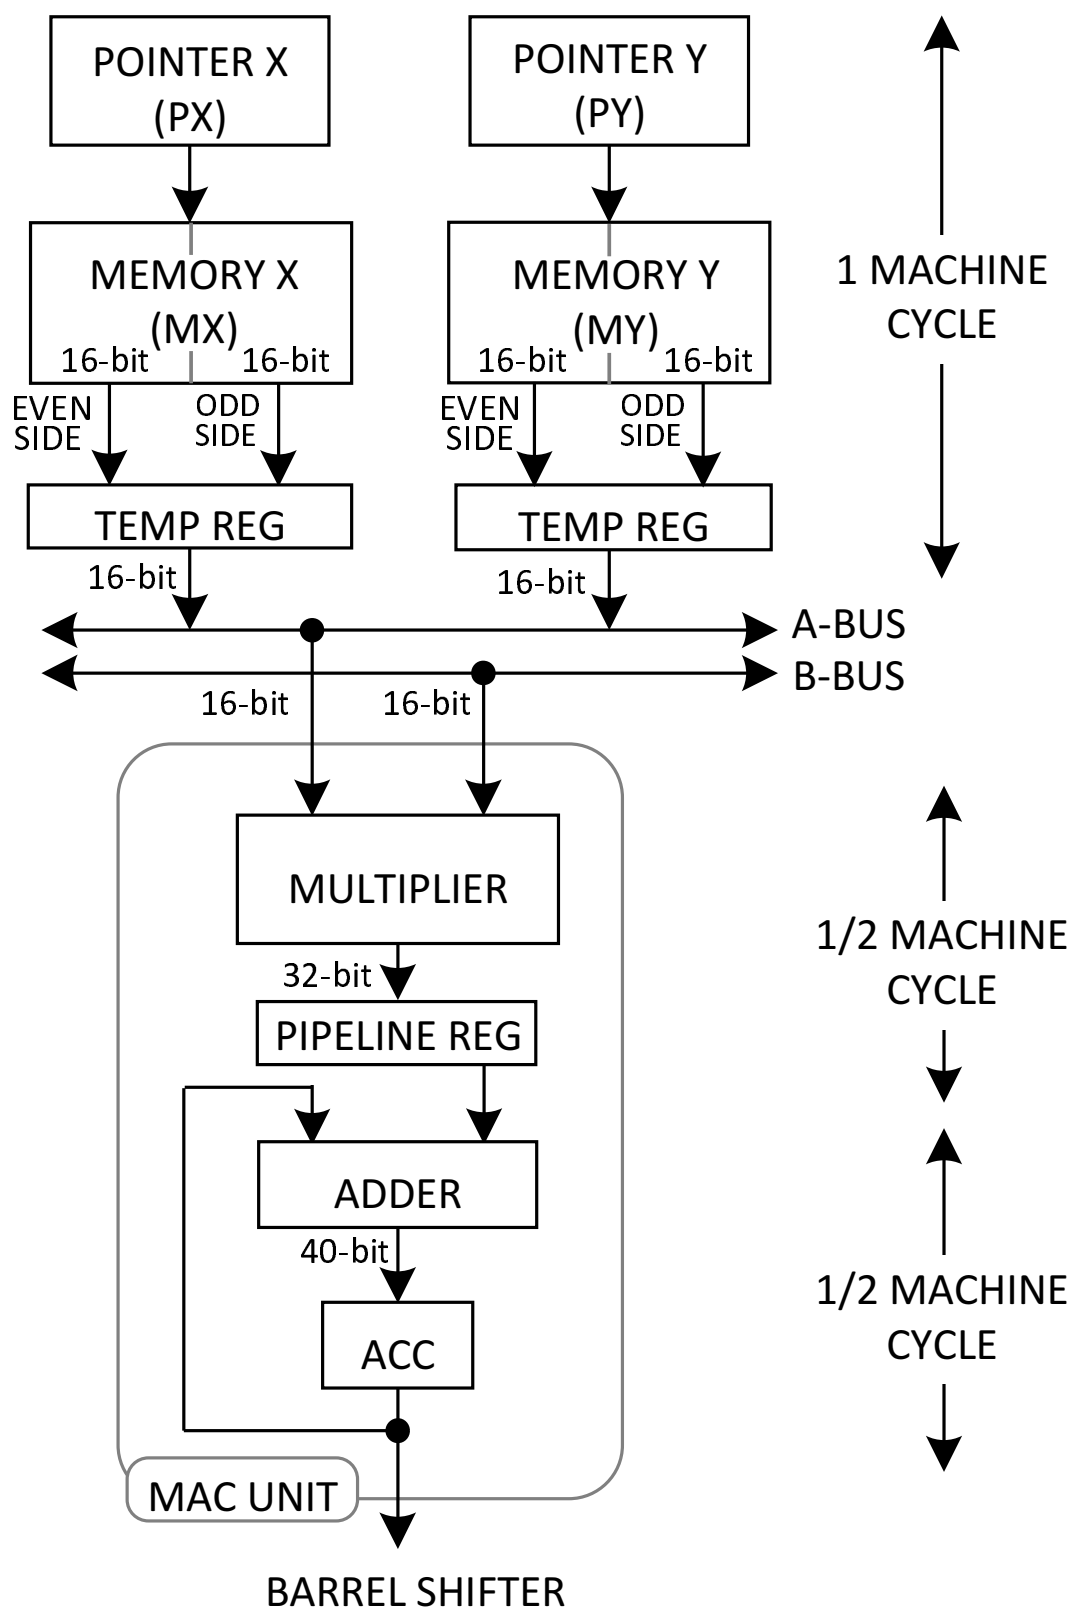 POINTER X
(PX)
POINTER Y
(PY)
MEMORY X
(MX)
16-bit 16-bit
MEMORY Y
(MY)
16-bit 16-bit
1 MACHINE
CYCLE
EVEN
SIDE
ODD
SIDE
EVEN
SIDE
ODD
SIDE
TEMP REG
TEMP REG
16-bit
16-bit
A-BUS
B-BUS
16-bit
16-bit
MULTIPLIER
1/2 MACHINE
CYCLE
32-bit
PIPELINE REG
ADDER
40-bit
1/2 MACHINE
CYCLE
ACC
MAC UNIT
BARREL SHIFTER